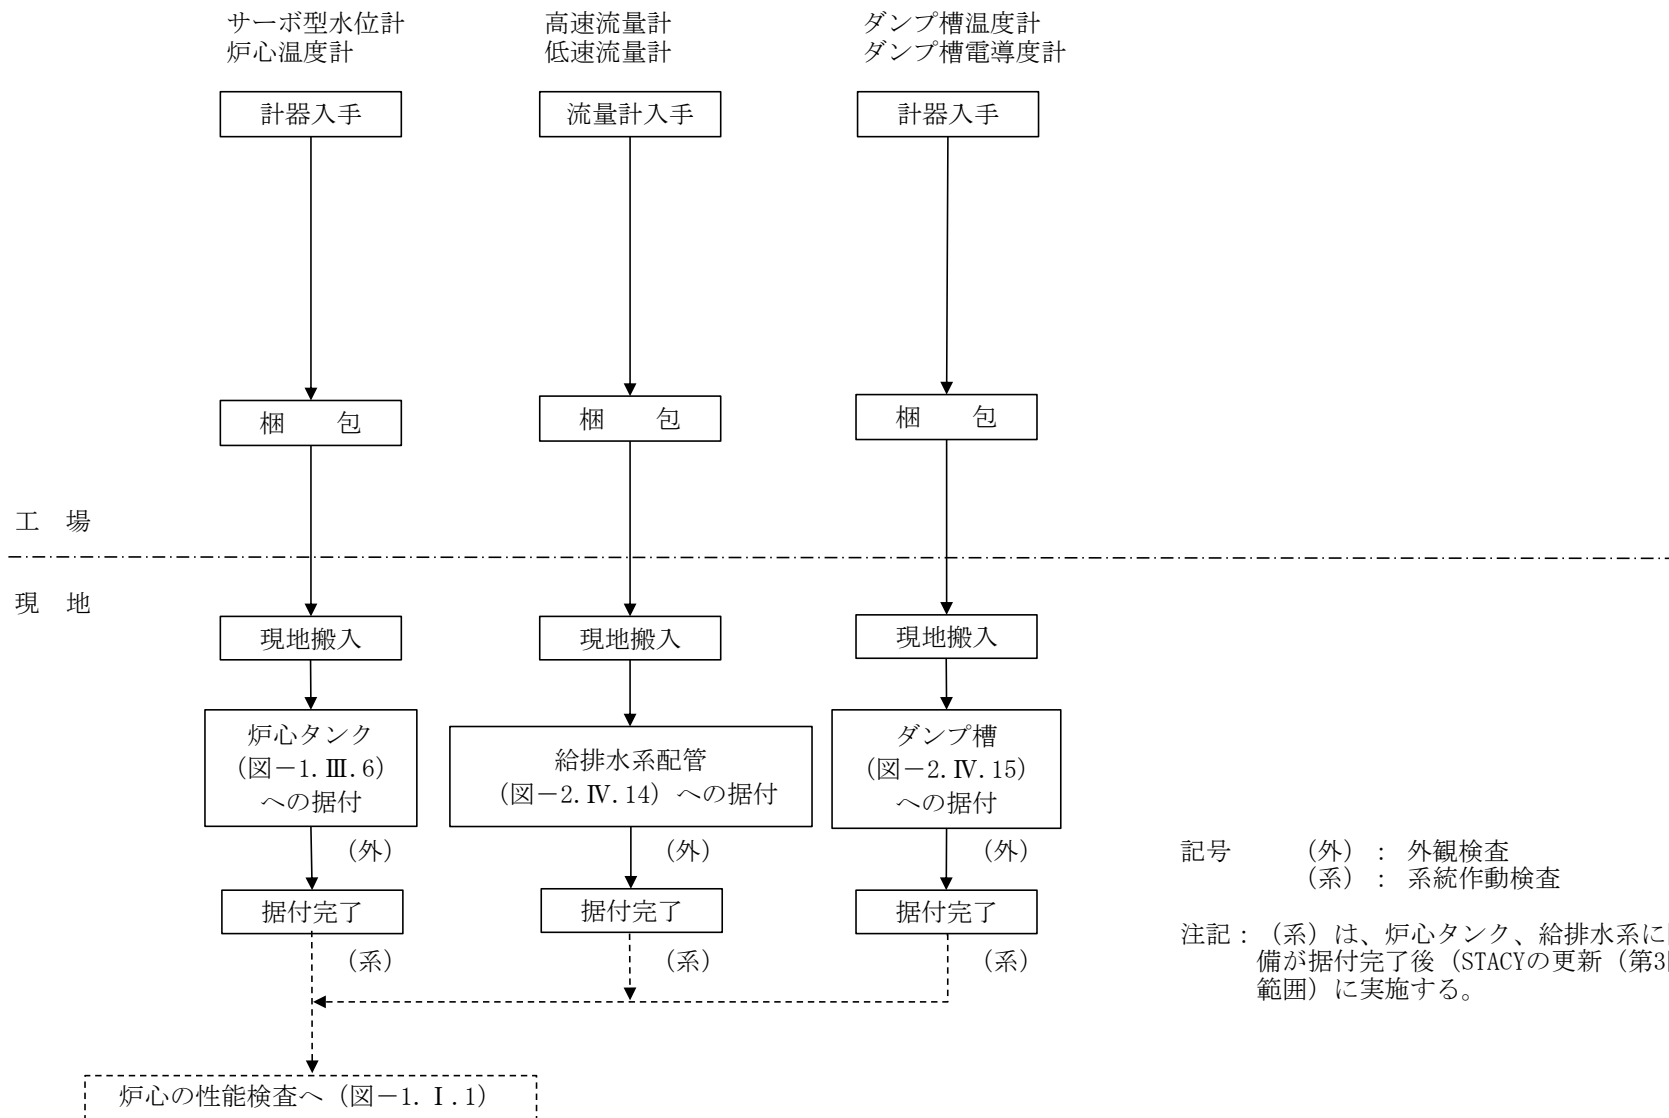 サーボ型水位計
炉心温度計
高速流量計
低速流量計
ダンプ槽温度計
ダンプ槽電導度計
計器入手
流量計入手
計器入手
梱　　包
梱　　包
梱　　包
工　場
現　地
現地搬入
現地搬入
現地搬入
炉心タンク
（図－1.Ⅲ.6）
への据付
給排水系配管
（図－2.Ⅳ.14）への据付
ダンプ槽
（図－2.Ⅳ.15）
への据付
（外）
（外）
（外）
据付完了
据付完了
据付完了
（系）
（系）
（系）
記号　　（外）：　外観検査
（系）：　系統作動検査
注記：（系）は、炉心タンク、給排水系に
備が据付完了後（STACYの更新（第3
範囲）に実施する。
炉心の性能検査へ（図－1.Ⅰ.1）